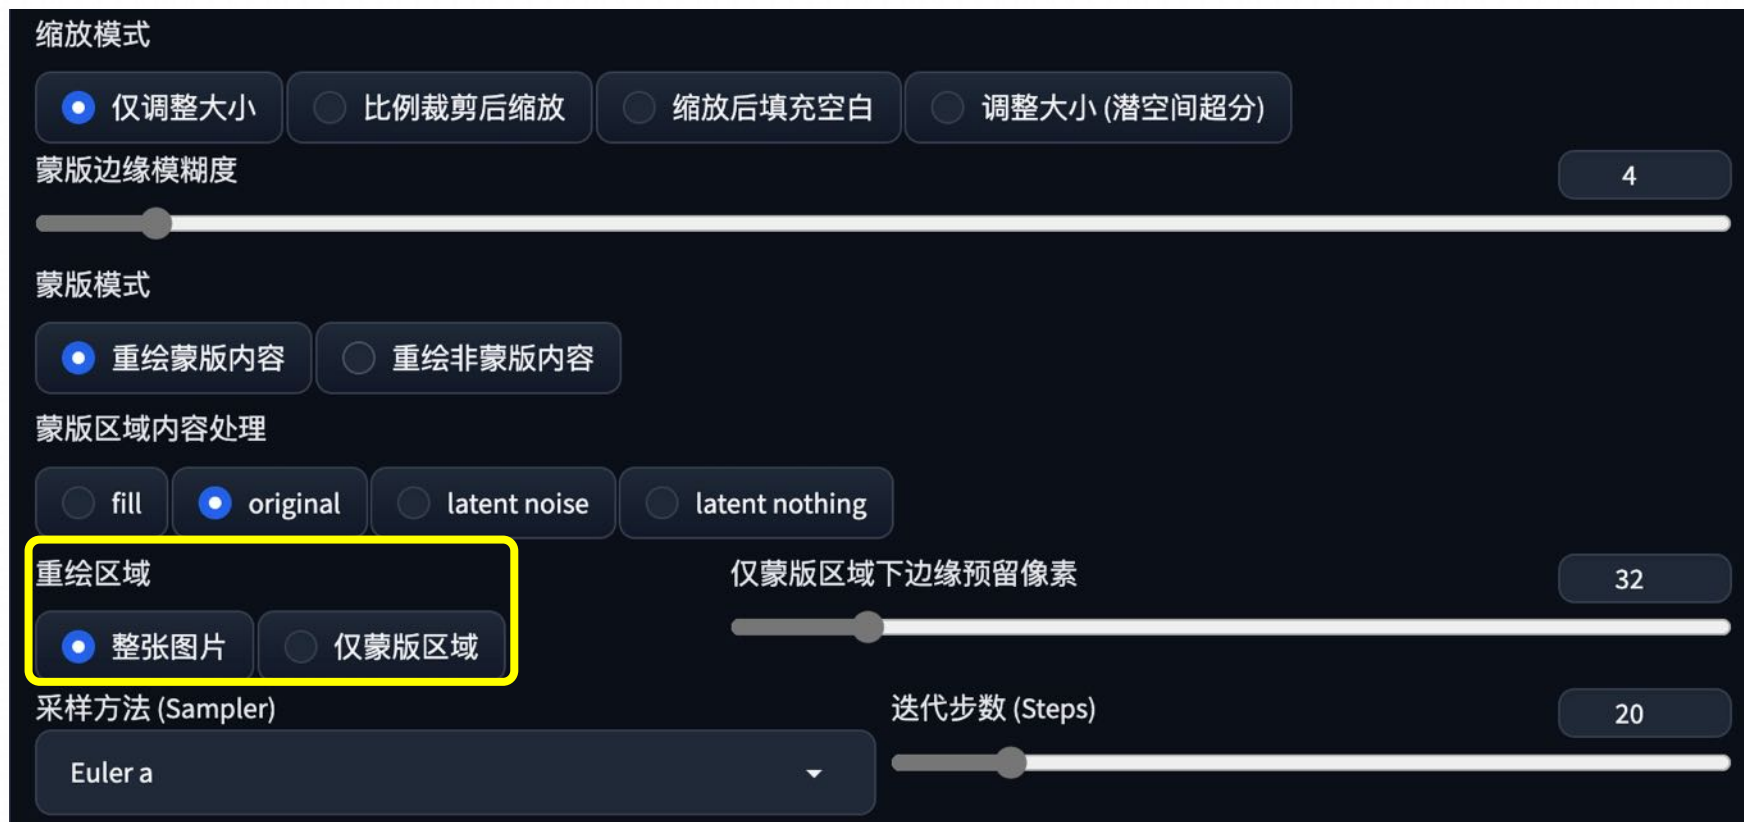 缩放模式
仅调整大小 比例裁剪后缩放 缩放后填充空白 调整大小 (潜空间超分)
蒙版边缘模糊度 4
蒙版模式
重绘蒙版内容 重绘非蒙版内容
蒙版区域内容处理
fill original latent noise latent nothing
重绘区域 仅蒙版区域下边缘预留像素 32
整张图片 仅蒙版区域
采样方法 (Sampler) 迭代步数 (Steps) 20
Euler a